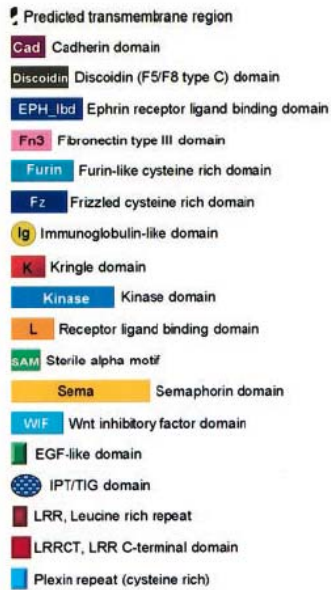 Predicted transmembrane region
Cad Cadherin domain
Discoidin Discoidin (F5/F8 type C) domain
EPH_lbd Ephrin receptor ligand binding domain
Fn3 Fibronectin type III domain
Furin Furin-like cysteine rich domain
Fz Frizzled cysteine rich domain
Ig Immunoglobulin-like domain
K Kringle domain
Kinase Kinase domain
L Receptor ligand binding domain
SAM Sterile alpha motif
Sema Semaphorin domain
WIF Wnt inhibitory factor domain
EGF-like domain
IPT/TIG domain
LRR, Leucine rich repeat
LRRCT, LRR C-terminal domain
Plexin repeat (cysteine rich)